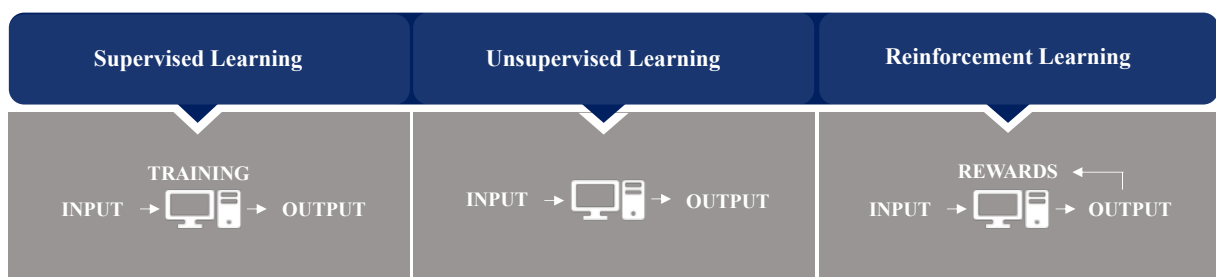 Supervised Learning
Unsupervised Learning
Reinforcement Learning
TRAINING
INPUT
OUTPUT
INPUT
OUTPUT
REWARDS
INPUT
OUTPUT